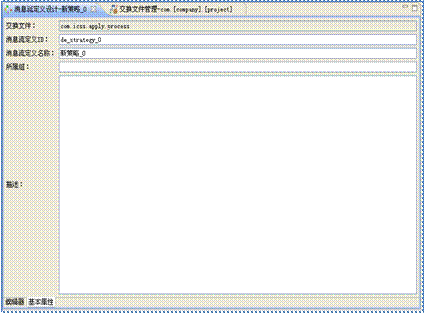 消息流定义设计-新策略_0 交换文件管理-com.[company].[project]
交换文件： com.icss.apply.process
消息流定义ID： de_strategy_0
消息流定义名称： 新策略_0
所属组：
描述：
编辑器 基本属性